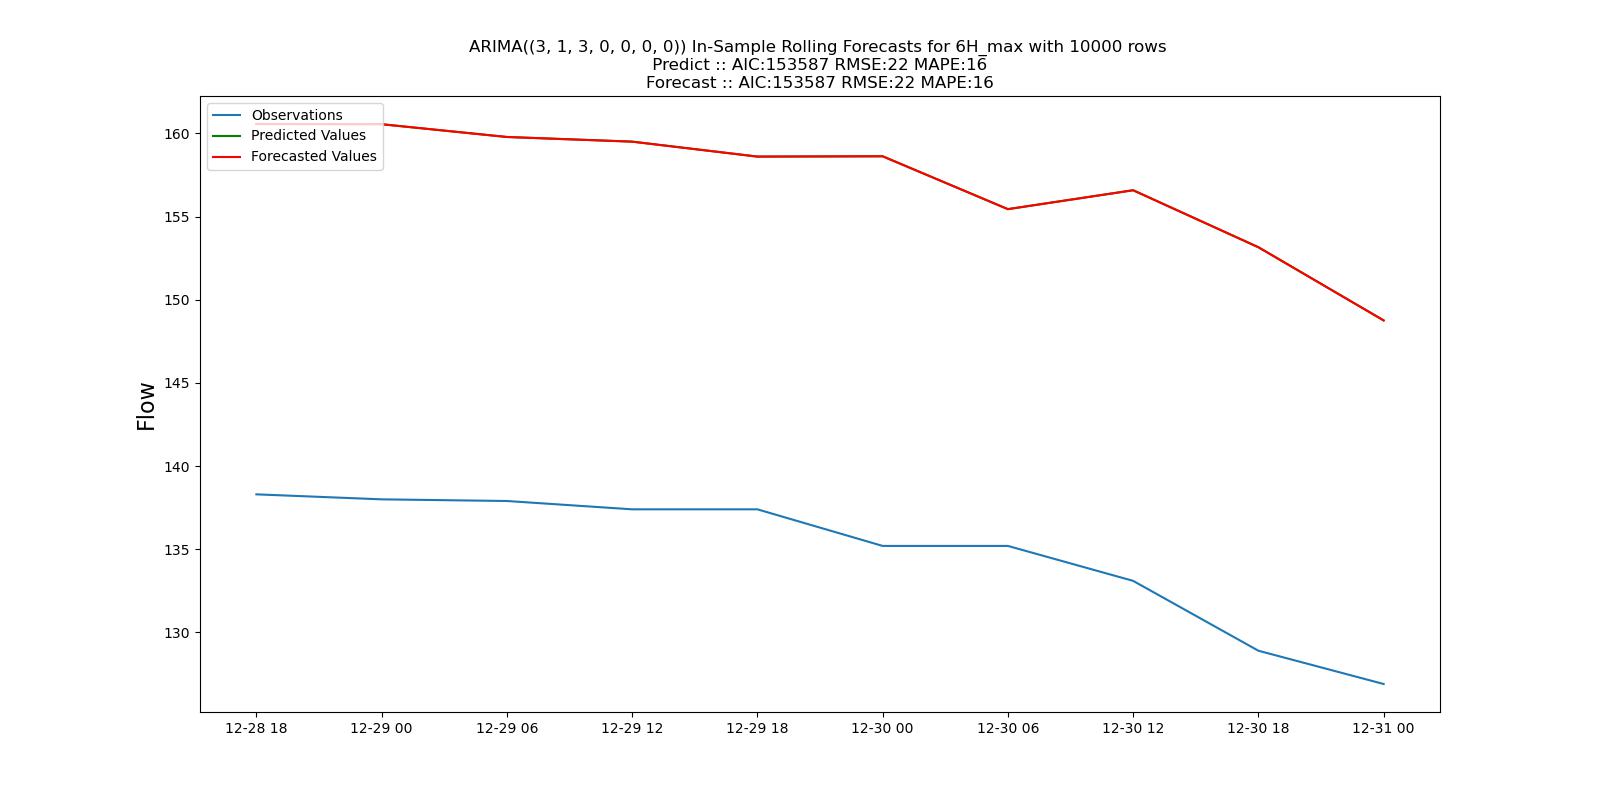 ARIMA((3, 1, 3, 0, 0, 0, 0)) In-Sample Rolling Forecasts for 6H_max with 10000 rows
Predict :: AIC:153587 RMSE:22 MAPE:16
Forecast :: AIC:153587 RMSE:22 MAPE:16
Observations
Predicted Values
Forecasted Values
160
155
150
145
140
135
130
Flow
12-28 18
12-29 00
12-29 06
12-29 12
12-29 18
12-30 00
12-30 06
12-30 12
12-30 18
12-31 00